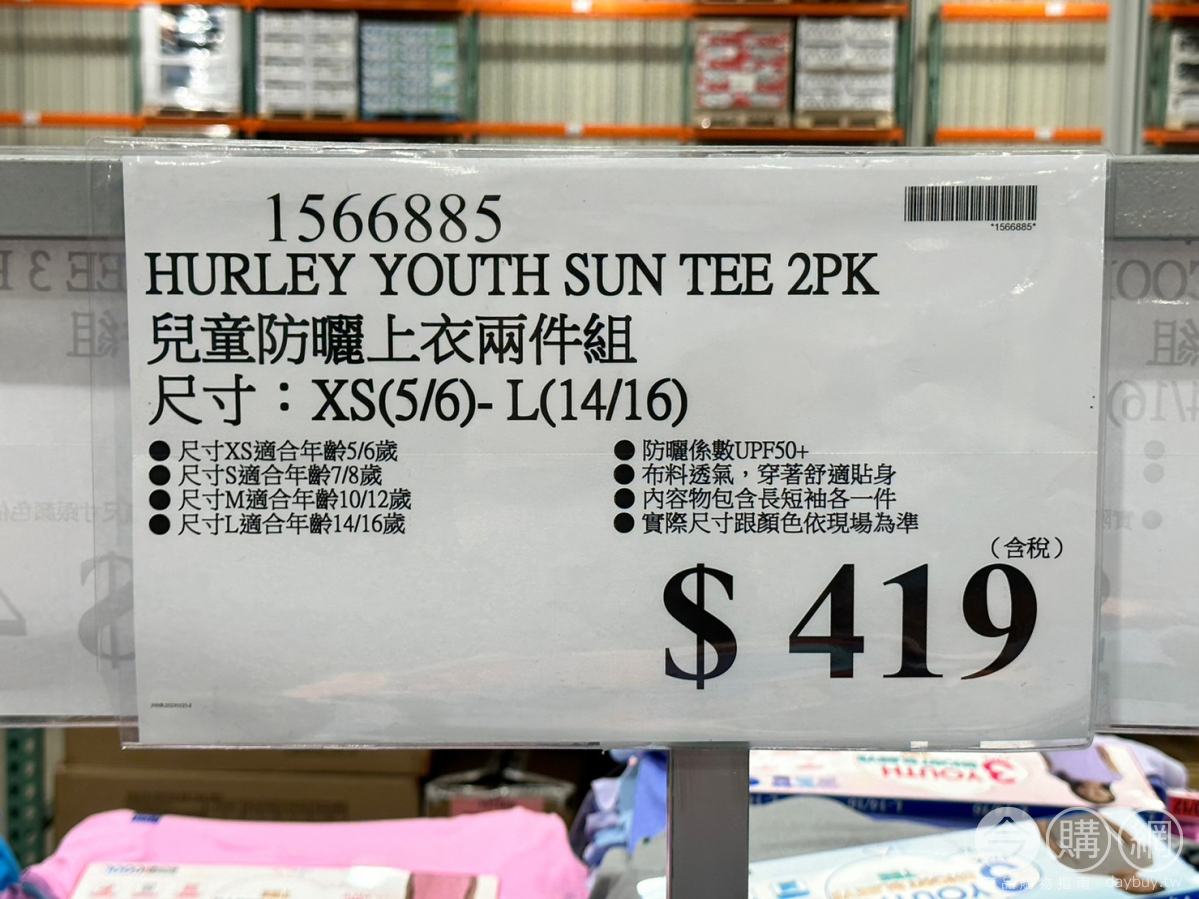 1566885
*1566885*
HURLEY YOUTH SUN TEE 2PK
兒童防曬上衣兩件組
尺寸：XS(5/6)- L(14/16)
● 尺寸XS適合年齡5/6歲
● 尺寸S適合年齡7/8歲
● 尺寸M適合年齡10/12歲
● 尺寸L適合年齡14/16歲
● 防曬係數UPF50+
● 布料透氣，穿著舒適貼身
● 內容物包含長短袖各一件
● 實際尺寸跟顏色依現場為準
（含稅）
$ 419
3 YOUTH
今購網
daybuy.tw